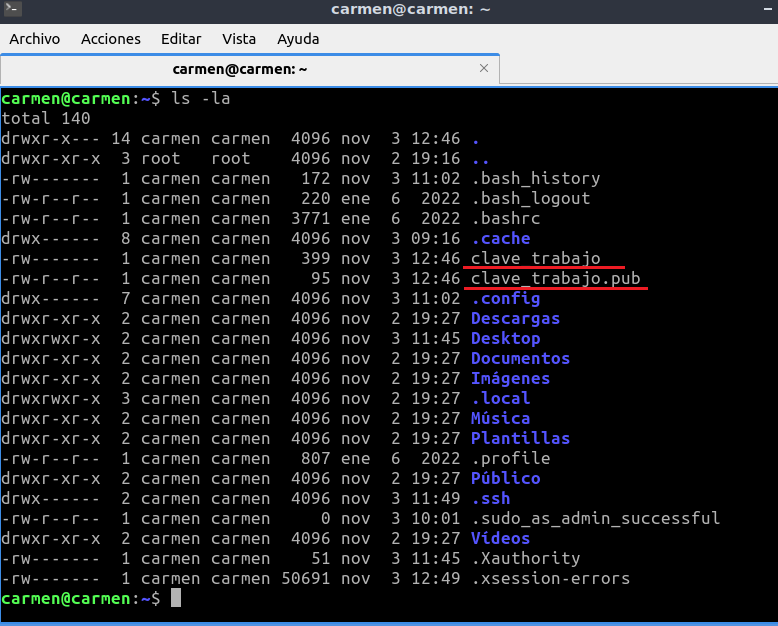 carmen@carmen: ~
Archivo Acciones Editar Vista Ayuda
carmen@carmen: ~
carmen@carmen:~$ ls -la
total 140
drwxr-x--- 14 carmen carmen  4096 nov  3 12:46 .
drwxr-xr-x  3 root   root    4096 nov  2 19:16 ..
-rw-------  1 carmen carmen   172 nov  3 11:02 .bash_history
-rw-r--r--  1 carmen carmen   220 ene  6  2022 .bash_logout
-rw-r--r--  1 carmen carmen  3771 ene  6  2022 .bashrc
drwx------  8 carmen carmen  4096 nov  3 09:16 .cache
-rw-------  1 carmen carmen   399 nov  3 12:46 clave_trabajo
-rw-r--r--  1 carmen carmen    95 nov  3 12:46 clave_trabajo.pub
drwx------  7 carmen carmen  4096 nov  3 11:02 .config
drwxr-xr-x  2 carmen carmen  4096 nov  2 19:27 Descargas
drwxrwxr-x  2 carmen carmen  4096 nov  3 11:45 Desktop
drwxr-xr-x  2 carmen carmen  4096 nov  2 19:27 Documentos
drwxr-xr-x  2 carmen carmen  4096 nov  2 19:27 Imágenes
drwxrwxr-x  3 carmen carmen  4096 nov  2 19:27 .local
drwxr-xr-x  2 carmen carmen  4096 nov  2 19:27 Música
drwxr-xr-x  2 carmen carmen  4096 nov  2 19:27 Plantillas
-rw-r--r--  1 carmen carmen   807 ene  6  2022 .profile
drwxr-xr-x  2 carmen carmen  4096 nov  2 19:27 Público
drwx------  2 carmen carmen  4096 nov  3 11:49 .ssh
-rw-r--r--  1 carmen carmen     0 nov  3 10:01 .sudo_as_admin_successful
drwxr-xr-x  2 carmen carmen  4096 nov  2 19:27 Vídeos
-rw-------  1 carmen carmen    51 nov  3 11:45 .Xauthority
-rw-------  1 carmen carmen 50691 nov  3 12:49 .xsession-errors
carmen@carmen:~$